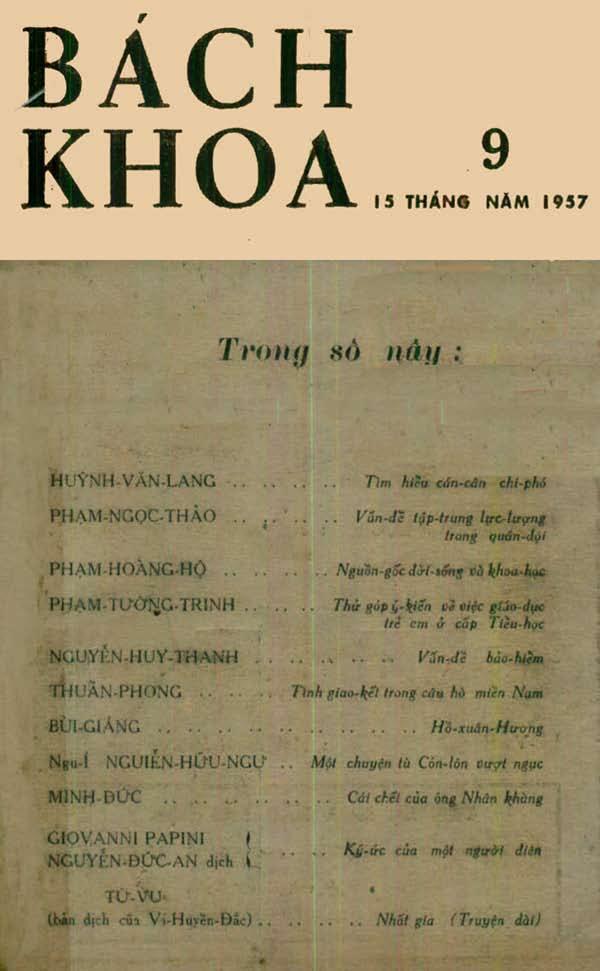 BÁCH
KHOA 9
15 THÁNG NĂM 1957
Trong số nầy :
HUỲNH-VĂN-LANG .. .. .. .. Tìm hiểu cán-cân chi-phó
PHẠM-NGỌC-THẢO .. .. .. .. Vấn-đề tập-trung lực-lượng
trong quân-đội
PHẠM-HOÀNG-HỘ .. .. .. .. Nguồn-gốc đời-sống và khoa-học
PHẠM-TƯỜNG-TRINH .. .. .. Thử góp ý-kiến về việc giáo-dục
trẻ em ở cấp Tiểu-học
NGUYỄN-HUY-THANH .. .. .. .. .. Vấn-đề bảo-hiểm
THUẦN-PHONG .. .. .. Tình giao-kết trong câu hò miền Nam
BÙI-GIÁNG .. .. .. .. .. .. .. .. Hồ-xuân-Hương
Ngu-Í NGUIỄN-HỮU-NGƯ .. Một chuyện tù Côn-lôn vượt ngục
MINH-ĐỨC .. .. .. .. .. .. Cái chết của ông Nhân khùng
GIOVANNI PAPINI
NGUYỄN-ĐỨC-AN dịch .. .. .. Ký-ức của một người điên
TỪ-VU
(bản dịch của Vi-Huyền-Đắc) .. .. .. .. Nhất gia (Truyện dài)